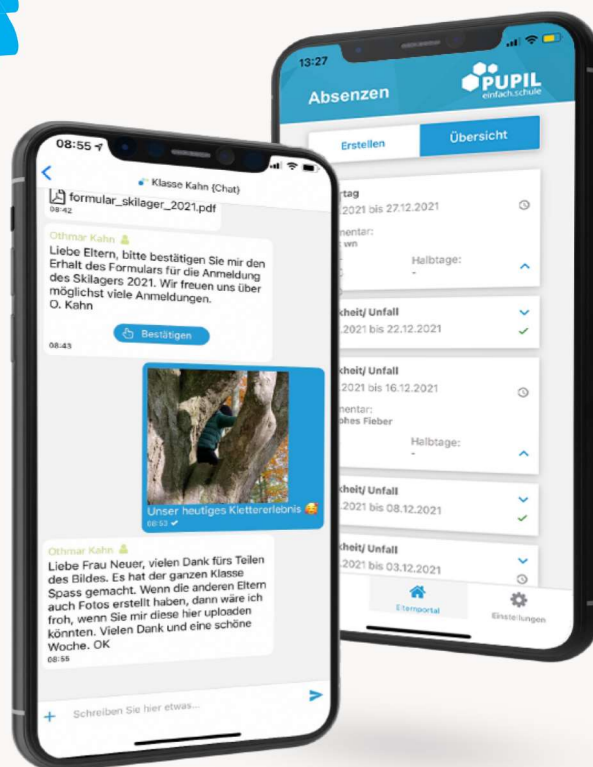 08:55
Klasse Kahn {Chat}
formular_skilager_2021.pdf
08:42
Othmar Kahn
Liebe Eltern, bitte bestätigen Sie mir den
Erhalt des Formulars für die Anmeldung
des Skilagers 2021. Wir freuen uns über
möglichst viele Anmeldungen.
O. Kahn
Bestätigen
08:43
Unser heutiges Klettererlebnis 🥰
08:53
Othmar Kahn
Liebe Frau Neuer, vielen Dank fürs Teilen
des Bildes. Es hat der ganzen Klasse
Spass gemacht. Wenn die anderen Eltern
auch Fotos erstellt haben, dann wäre ich
froh, wenn Sie mir diese hier uploaden
könnten. Vielen Dank und eine schöne
Woche. OK
08:55
Schreiben Sie hier etwas...
13:27
Absenzen
PUPIL
einfach.schule
Erstellen
Übersicht
.2021 bis 27.12.2021
Halbtage:
-
kheit/ Unfall
.2021 bis 22.12.2021
kheit/ Unfall
.2021 bis 16.12.2021
mentar:
ohes Fieber
Halbtage:
-
kheit/ Unfall
.2021 bis 08.12.2021
kheit/ Unfall
.2021 bis 03.12.2021
Elternportal
Einstellungen